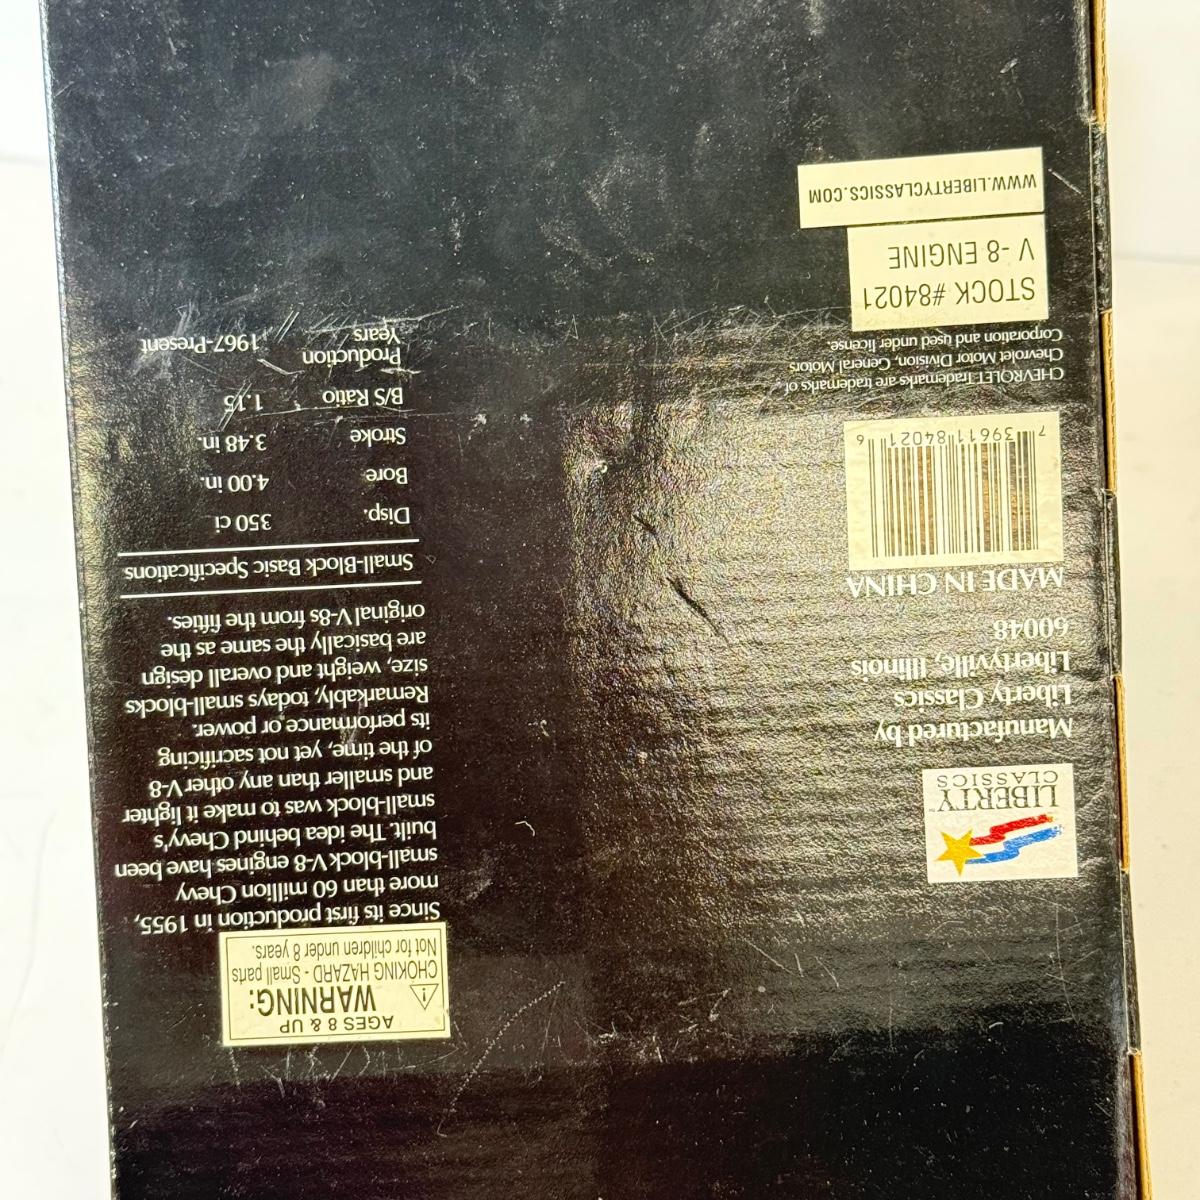 LIBERTY
CLASSICS™
Manufactured by
Liberty Classics
Libertyville, Illinois
60048
MADE IN CHINA
7 39611 84021 6
CHEVROLET Trademarks are trademarks of
Chevrolet Motor Division, General Motors
Corporation and used under license.
STOCK #84021
V -8 ENGINE
WWW.LIBERTYCLASSICS.COM
AGES 8 & UP
WARNING:
CHOKING HAZARD - Small parts
Not for children under 8 years.
Since its first production in 1955,
more than 60 million Chevy
small-block V-8 engines have been
built. The idea behind Chevy's
small-block was to make it lighter
and smaller than any other V-8
of the time, yet not sacrificing
its performance or power.
Remarkably, todays small-blocks
size, weight and overall design
are basically the same as the
original V-8s from the fifties.
Small-Block Basic Specifications
Disp. 350 ci
Bore 4.00 in.
Stroke 3.48 in.
B/S Ratio 1.15
Production
Years 1967-Present